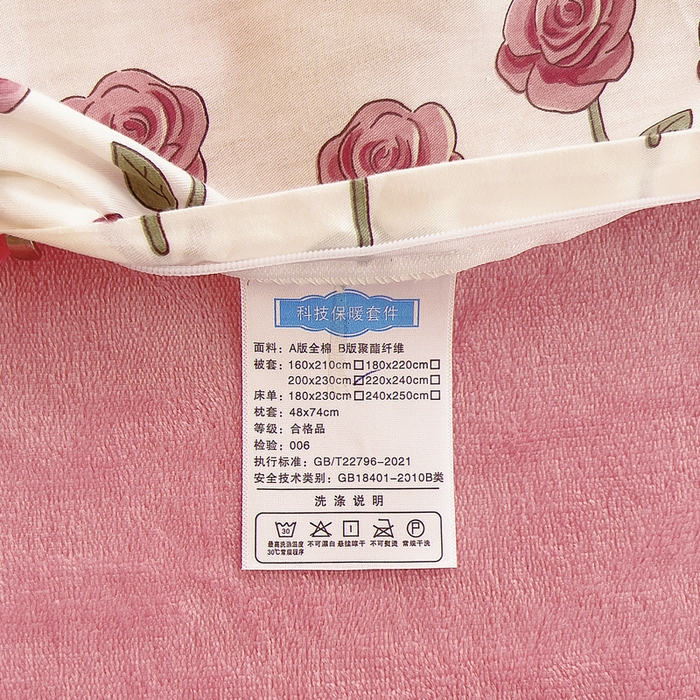 科技保暖套件
面料：A版全棉 B版聚酯纤维
被套：160x210cm□180x220cm□
200x230cm☑220x240cm□
床单：180x230cm□240x250cm□
枕套：48x74cm
等级：合格品
检验：006
执行标准：GB/T22796-2021
安全技术类别：GB18401-2010B类
洗涤说明
30 P
最高洗涤温度 不可漂白 悬挂晾干 不可熨烫 常规干洗
30℃常规程序